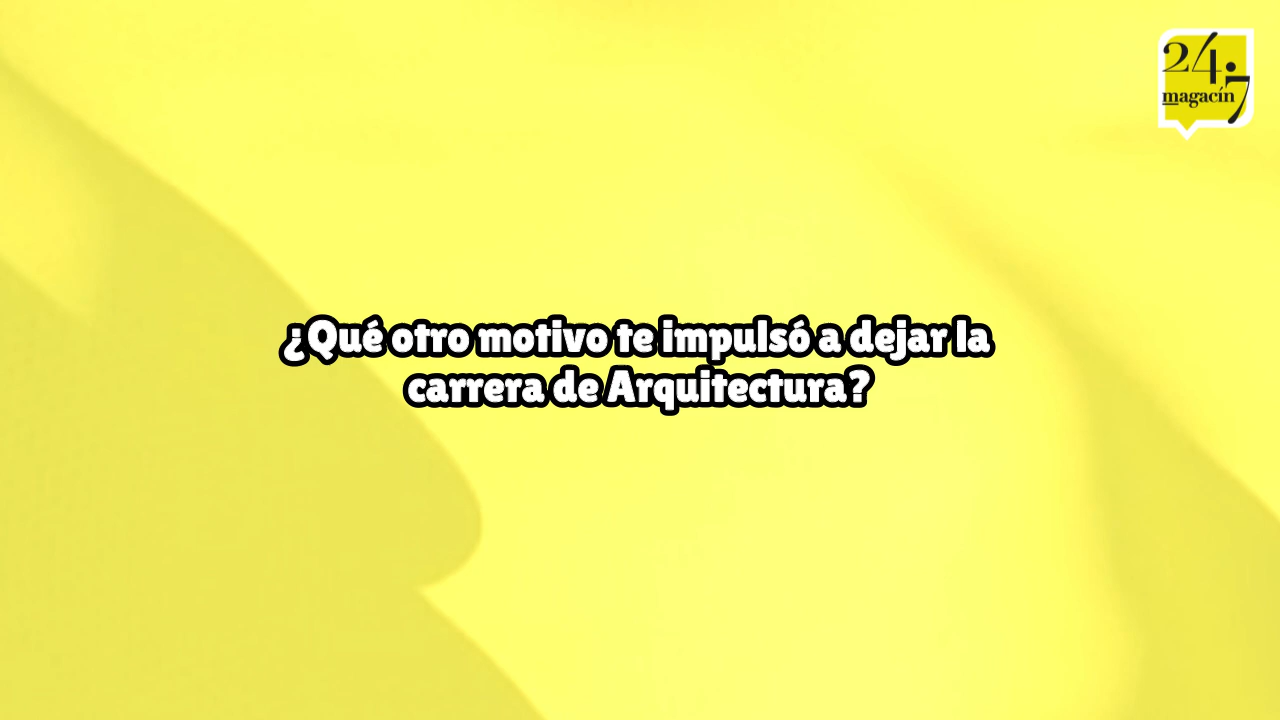 24.7
magacín
¿Qué otro motivo te impulsó a dejar la
carrera de Arquitectura?